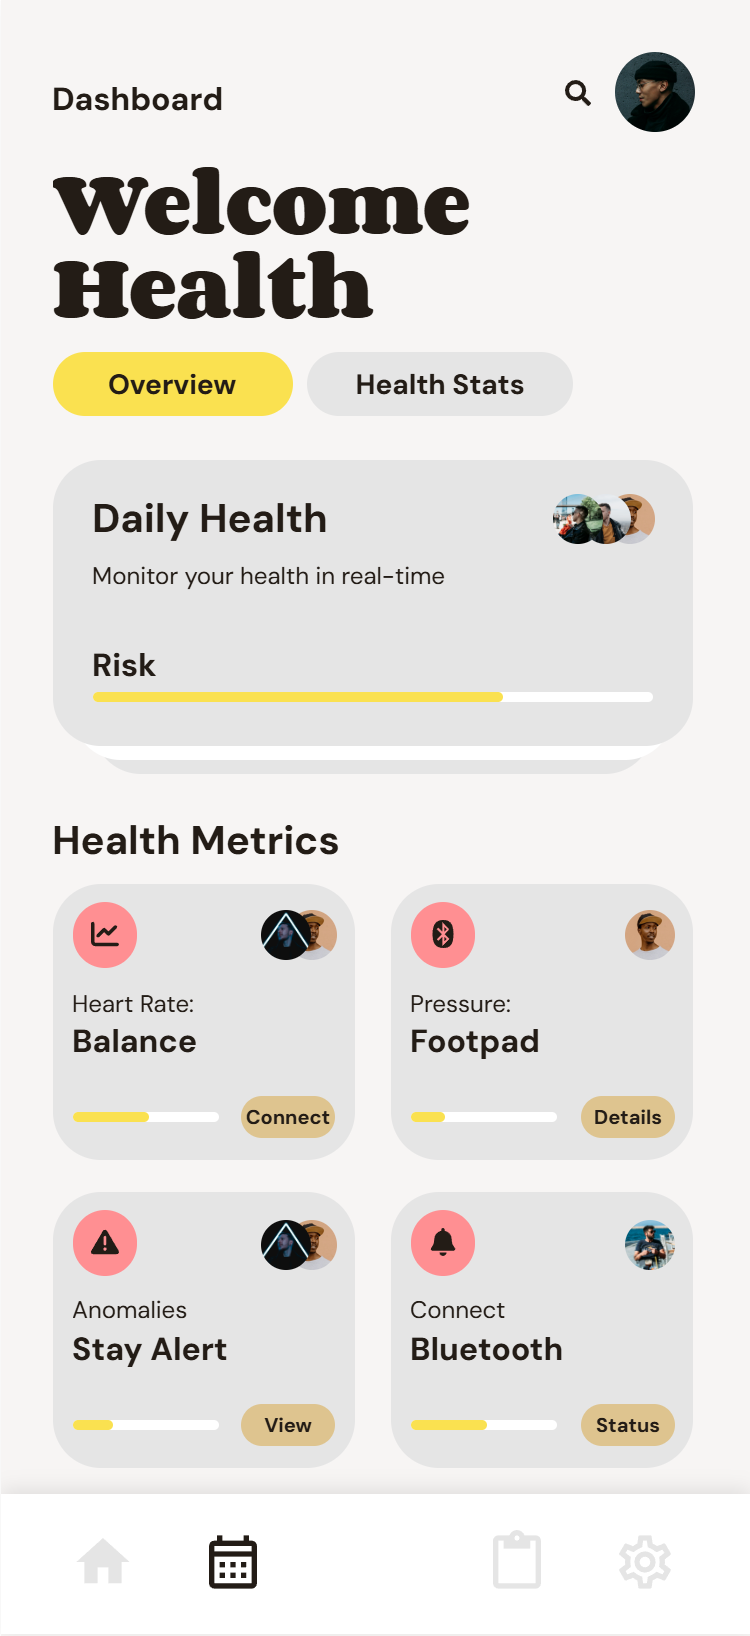 Dashboard
Welcome
Health
Overview
Health Stats
Daily Health
Monitor your health in real-time
Risk
Health Metrics
Heart Rate:
Balance
Connect
Pressure:
Footpad
Details
Anomalies
Stay Alert
View
Connect
Bluetooth
Status